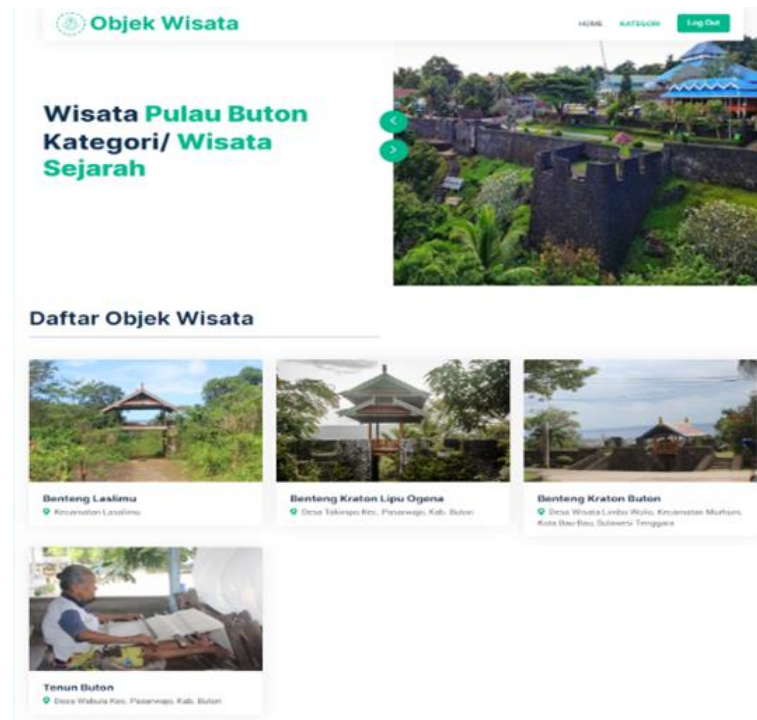 Objek Wisata
HOME KATEGORI Log Out
Wisata Pulau Buton
Kategori/ Wisata
Sejarah
Daftar Objek Wisata
Benteng Laslimu
Kecamatan Lasalimu
Benteng Kraton Lipu Ogena
Desa Takimpo Kec. Pasarwajo, Kab. Buton
Benteng Kraton Buton
Desa Wisata Limbo Wolio, Kecamatan Murhum,
Kota Bau-Bau, Sulawesi Tenggara
Tenun Buton
Desa Wabula Kec. Pasarwajo, Kab. Buton